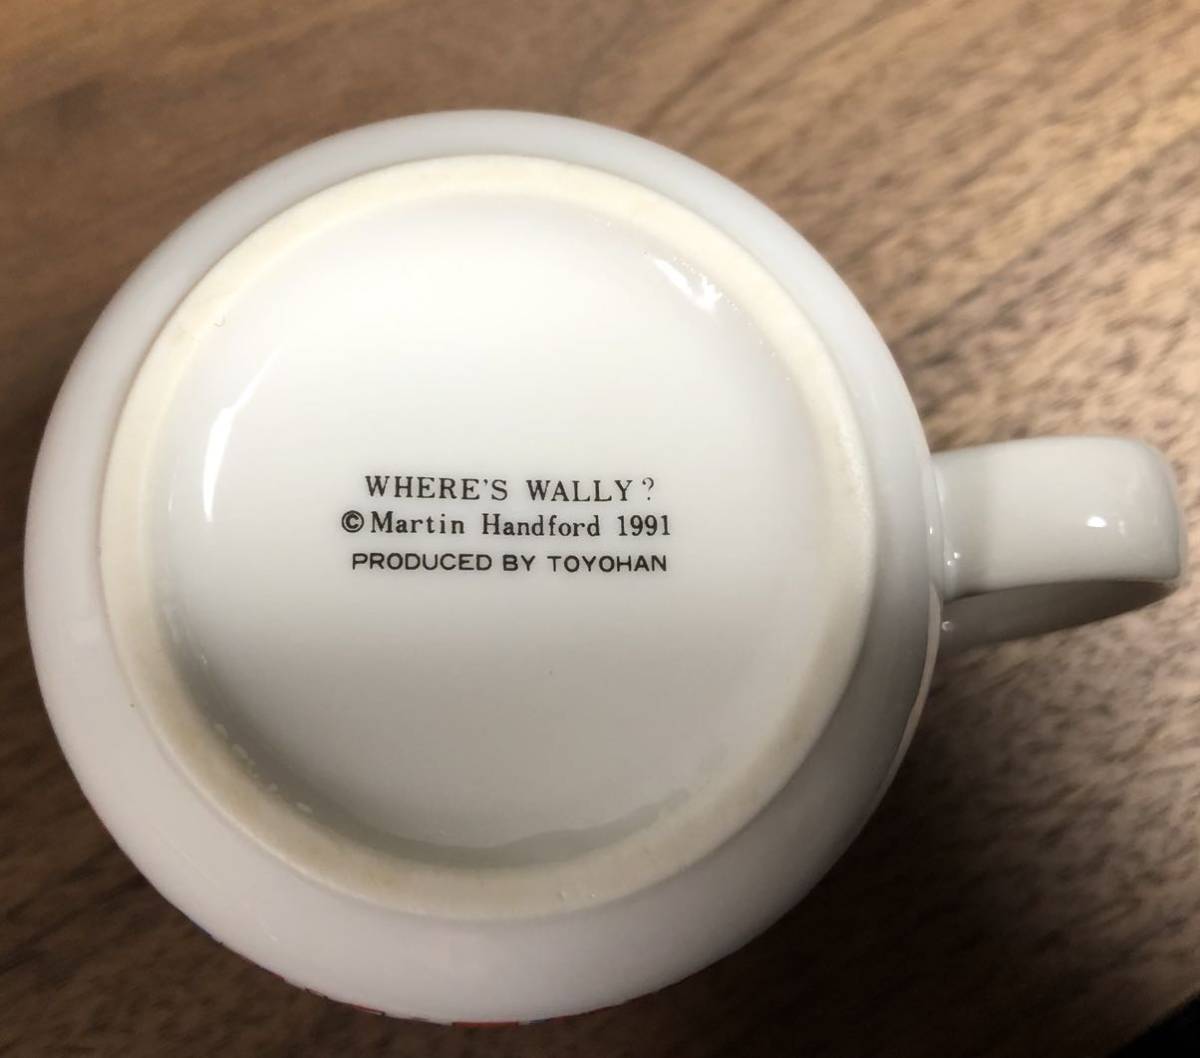 WHERE'S WALLY?
©Martin Handford 1991
PRODUCED BY TOYOHAN